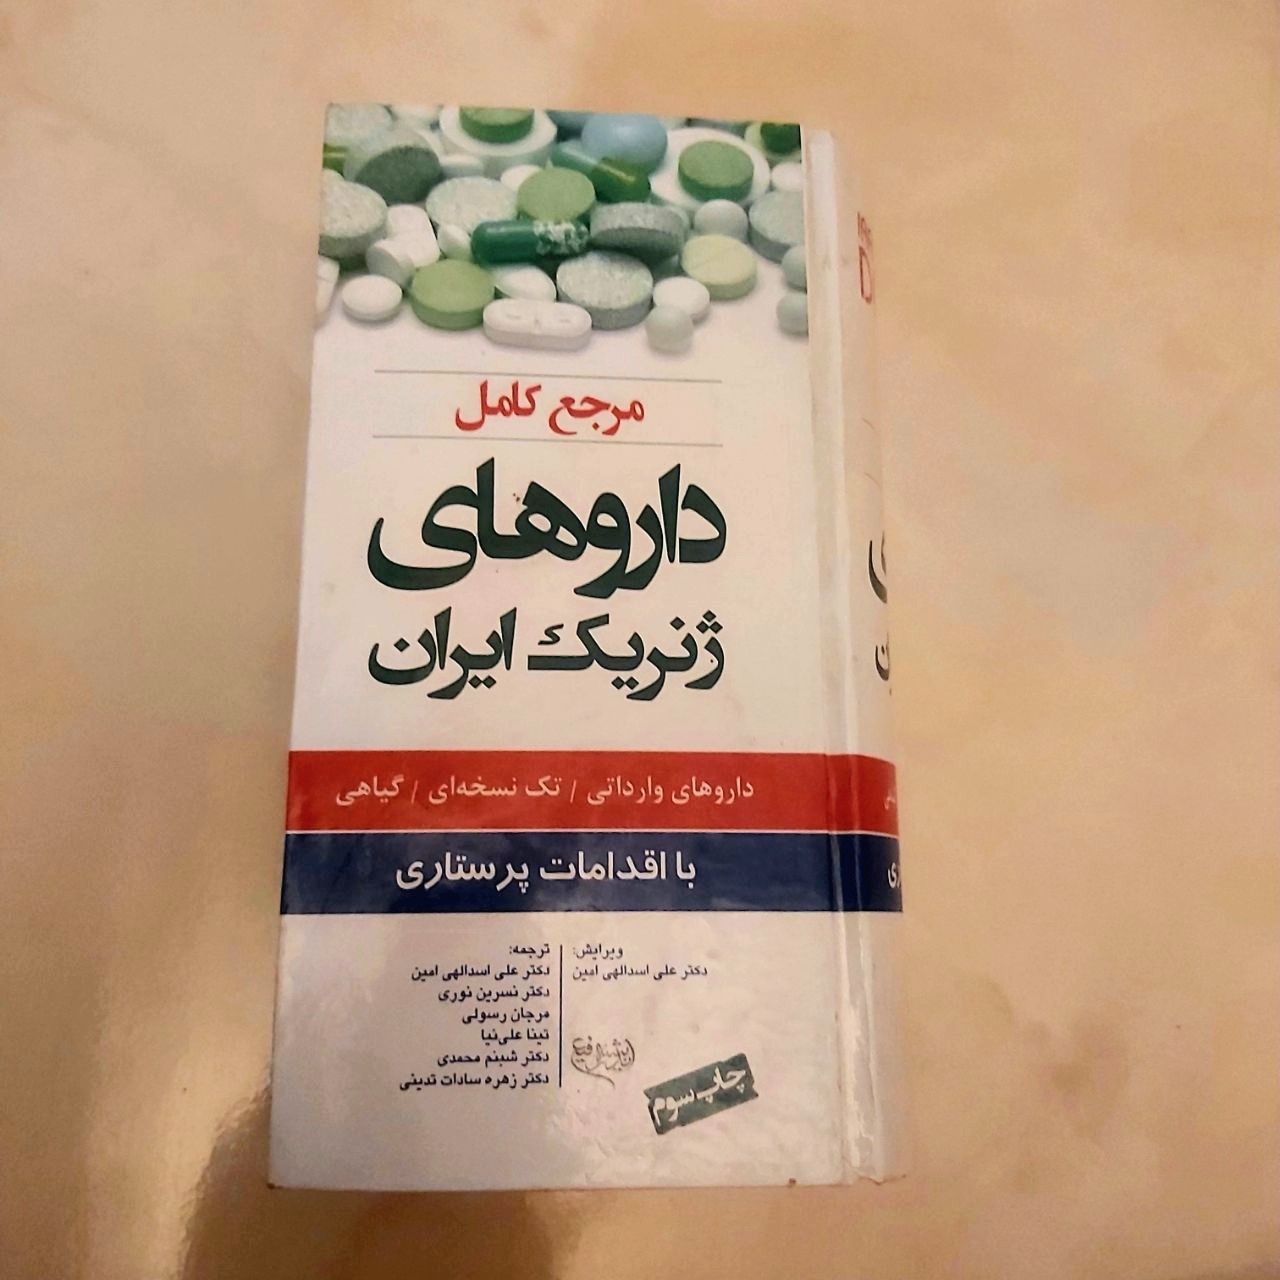 مرجع کامل
داروهای
ژنریک ایران
داروهای وارداتی / تک نسخه‌ای / گیاهی
با اقدامات پرستاری
ویرایش:
دکتر علی اسدالهی امین
ترجمه:
دکتر علی اسدالهی امین
دکتر نسرین نوری
مرجان رسولی
تینا علی‌نیا
دکتر شبنم محمدی
دکتر زهره سادات تدینی
چاپ سوم